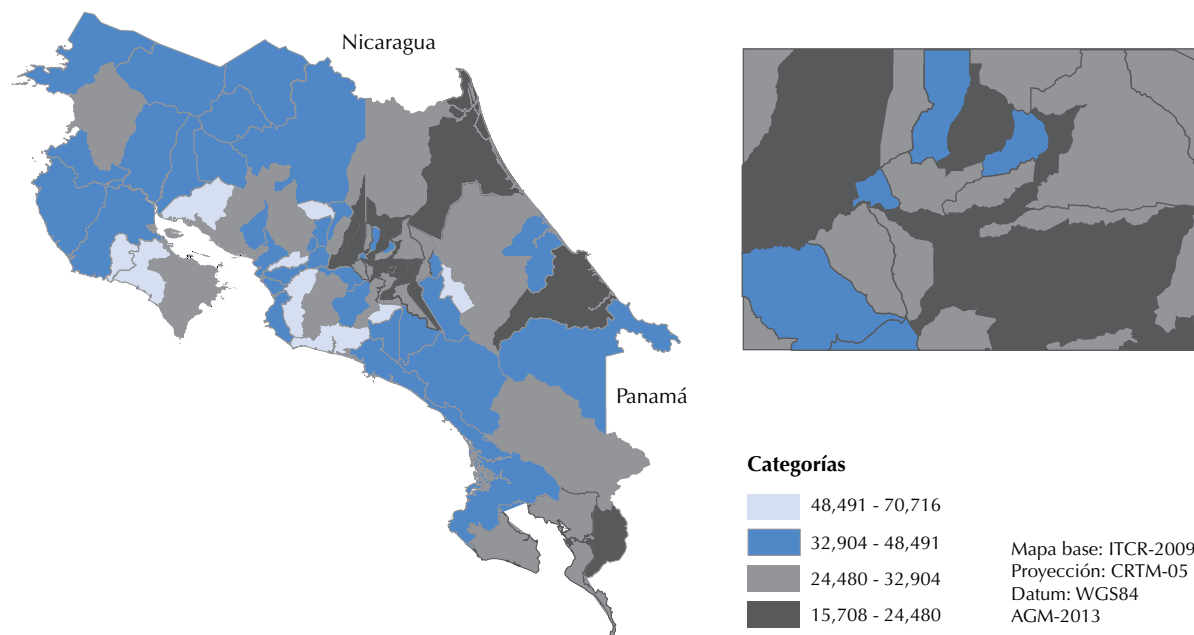 Nicaragua
Panamá
Categorías
48,491 - 70,716
32,904 - 48,491
24,480 - 32,904
15,708 - 24,480
Mapa base: ITCR-2009
Proyección: CRTM-05
Datum: WGS84
AGM-2013